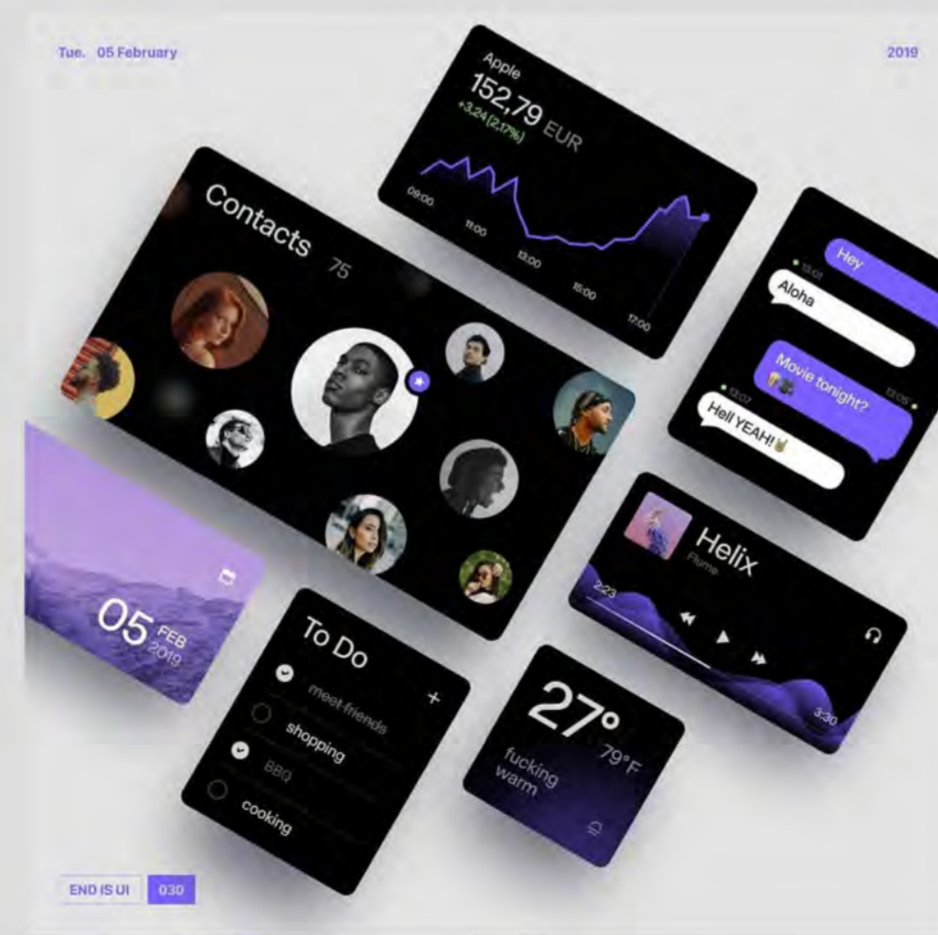 Tue. 05 February
2019
Apple
152,79 EUR
+3,24 (2,17%)
09:00
11:00
13:00
15:00
17:00
Contacts 75
Hey
13:01
Aloha
Movie tonight?
13:05
13:07
Hell YEAH!🤘
Helix
Flume
2:23
3:30
05 FEB
2019
To Do
meet friends
shopping
BBQ
cooking
27°
79°F
fucking
warm
END IS UI 030